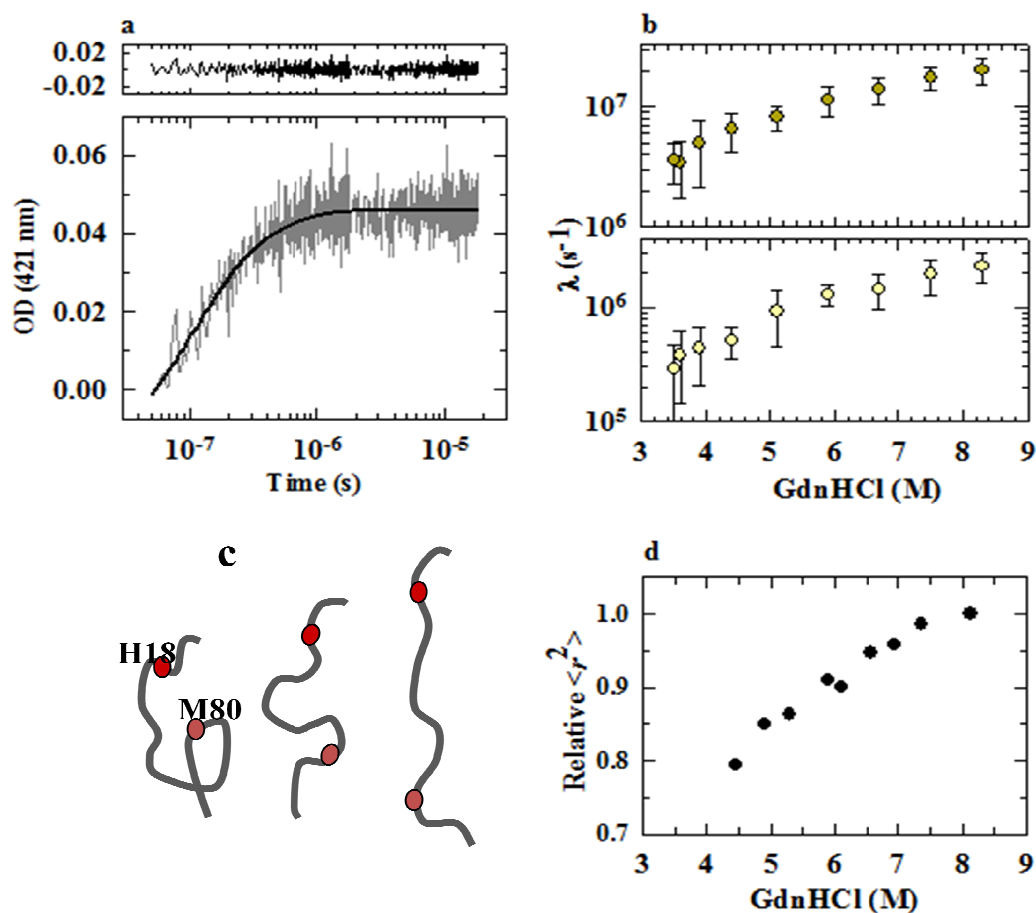 a
0.02
-0.02
0.06
0.04
0.02
0.00
OD (421 nm)
10⁻⁷ 10⁻⁶ 10⁻⁵
Time (s)
b
10⁷
10⁶
10⁶
10⁵
λ (s⁻¹)
3 4 5 6 7 8 9
GdnHCl (M)
c
H18
M80
d
1.0
0.9
0.8
0.7
Relative <r²>
3 4 5 6 7 8 9
GdnHCl (M)